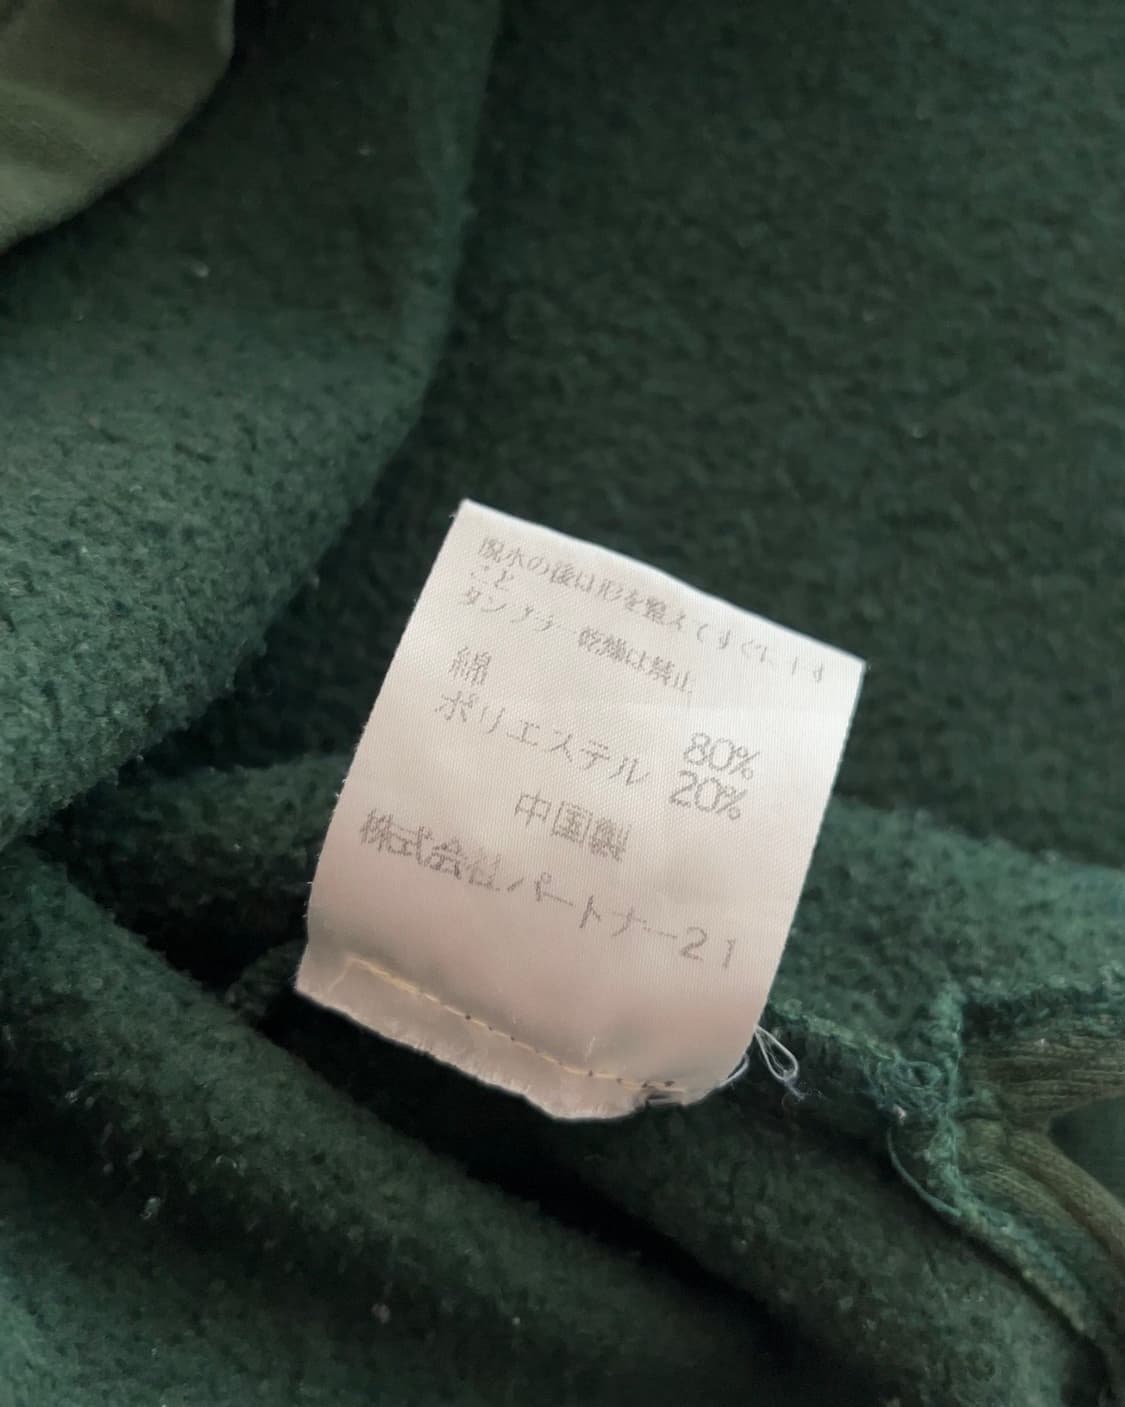 脱水の後は形を整えてすぐに干す
こと
タンブラー乾燥は禁止
綿 80%
ポリエステル 20%
中国製
株式会社パートナー21